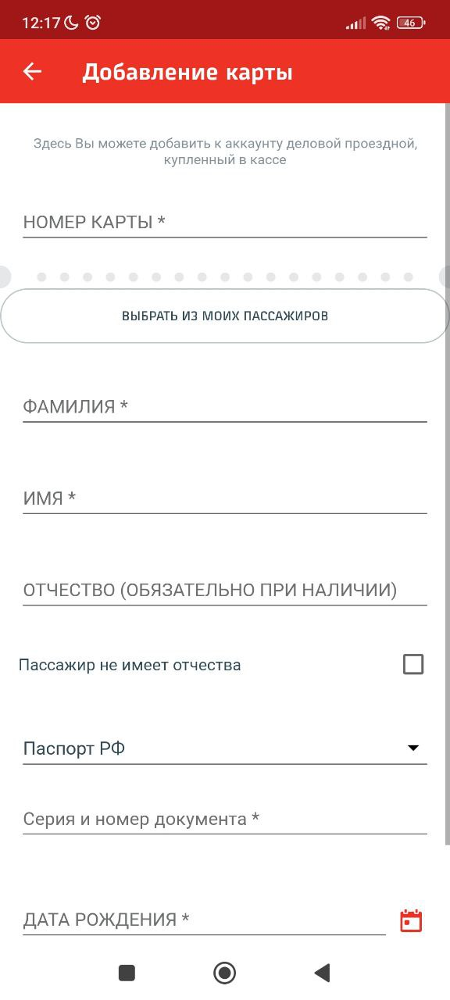 12:17
46
Добавление карты
Здесь Вы можете добавить к аккаунту деловой проездной,
купленный в кассе
НОМЕР КАРТЫ *
ВЫБРАТЬ ИЗ МОИХ ПАССАЖИРОВ
ФАМИЛИЯ *
ИМЯ *
ОТЧЕСТВО (ОБЯЗАТЕЛЬНО ПРИ НАЛИЧИИ)
Пассажир не имеет отчества
Паспорт РФ
Серия и номер документа *
ДАТА РОЖДЕНИЯ *